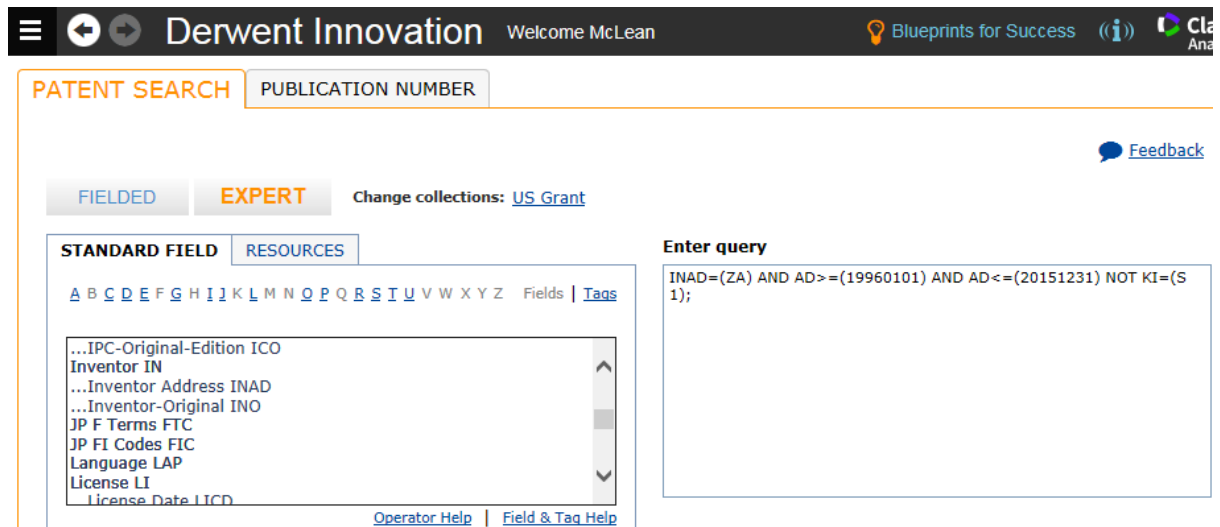 Derwent Innovation Welcome McLean Blueprints for Success
PATENT SEARCH PUBLICATION NUMBER
Feedback
FIELDED EXPERT Change collections: US Grant
STANDARD FIELD RESOURCES
A B C D E F G H I J K L M N O P Q R S T U V W X Y Z Fields | Tags
...IPC-Original-Edition ICO
Inventor IN
...Inventor Address INAD
...Inventor-Original INO
JP F Terms FTC
JP FI Codes FIC
Language LAP
License LI
...License Date LICD
Operator Help | Field & Tag Help
Enter query
INAD=(ZA) AND AD>=(19960101) AND AD<=(20151231) NOT KI=(S
1);